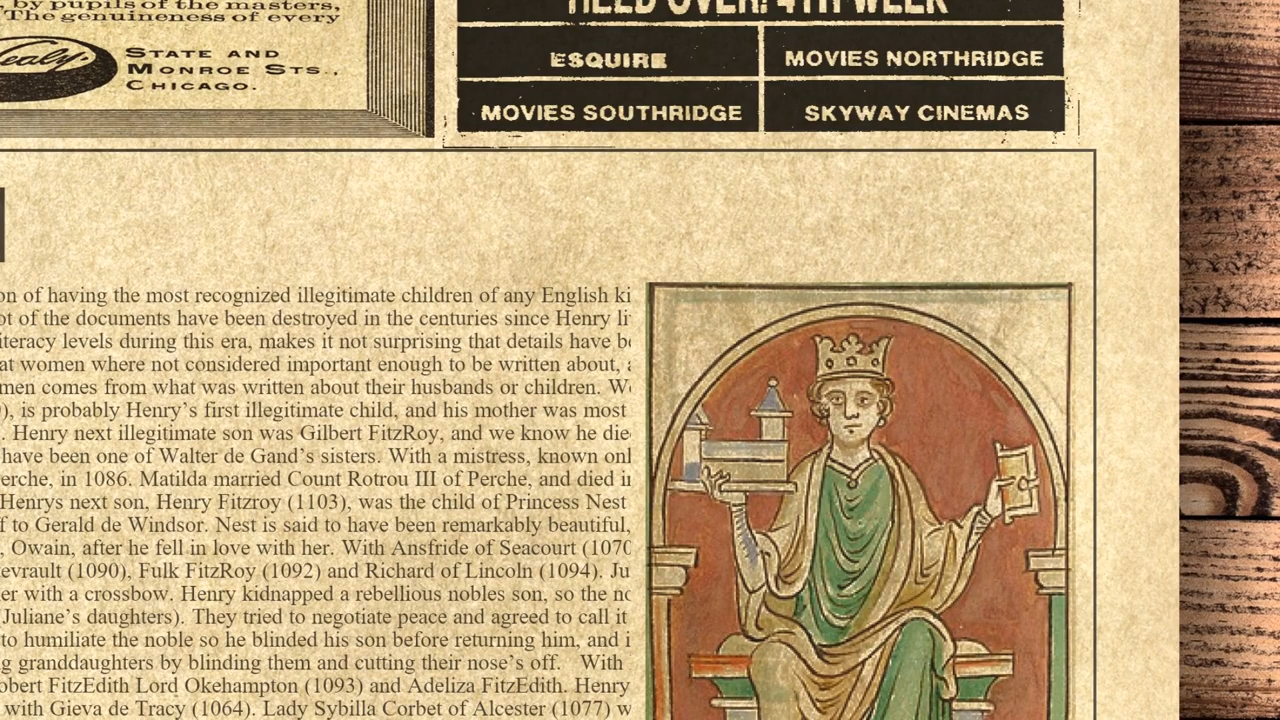 , by pupils of the masters,
The genuineness of every
Healy.
STATE AND
MONROE STS.,
CHICAGO.
HELD OVER! 4TH WEEK
ESQUIRE
MOVIES NORTHRIDGE
MOVIES SOUTHRIDGE
SKYWAY CINEMAS
on of having the most recognized illegitimate children of any English ki
ot of the documents have been destroyed in the centuries since Henry li
iteracy levels during this era, makes it not surprising that details have b
at women where not considered important enough to be written about,
men comes from what was written about their husbands or children. W
), is probably Henry’s first illegitimate child, and his mother was most
. Henry next illegitimate son was Gilbert FitzRoy, and we know he die
have been one of Walter de Gand’s sisters. With a mistress, known onl
erche, in 1086. Matilda married Count Rotrou III of Perche, and died i
Henrys next son, Henry Fitzroy (1103), was the child of Princess Nest
f to Gerald de Windsor. Nest is said to have been remarkably beautiful,
, Owain, after he fell in love with her. With Ansfride of Seacourt (1070
evrault (1090), Fulk FitzRoy (1092) and Richard of Lincoln (1094). Ju
er with a crossbow. Henry kidnapped a rebellious nobles son, so the no
Juliane’s daughters). They tried to negotiate peace and agreed to call it
to humiliate the noble so he blinded his son before returning him, and i
g granddaughters by blinding them and cutting their nose’s off. With
obert FitzEdith Lord Okehampton (1093) and Adeliza FitzEdith. Henry
with Gieva de Tracy (1064). Lady Sybilla Corbet of Alcester (1077) w